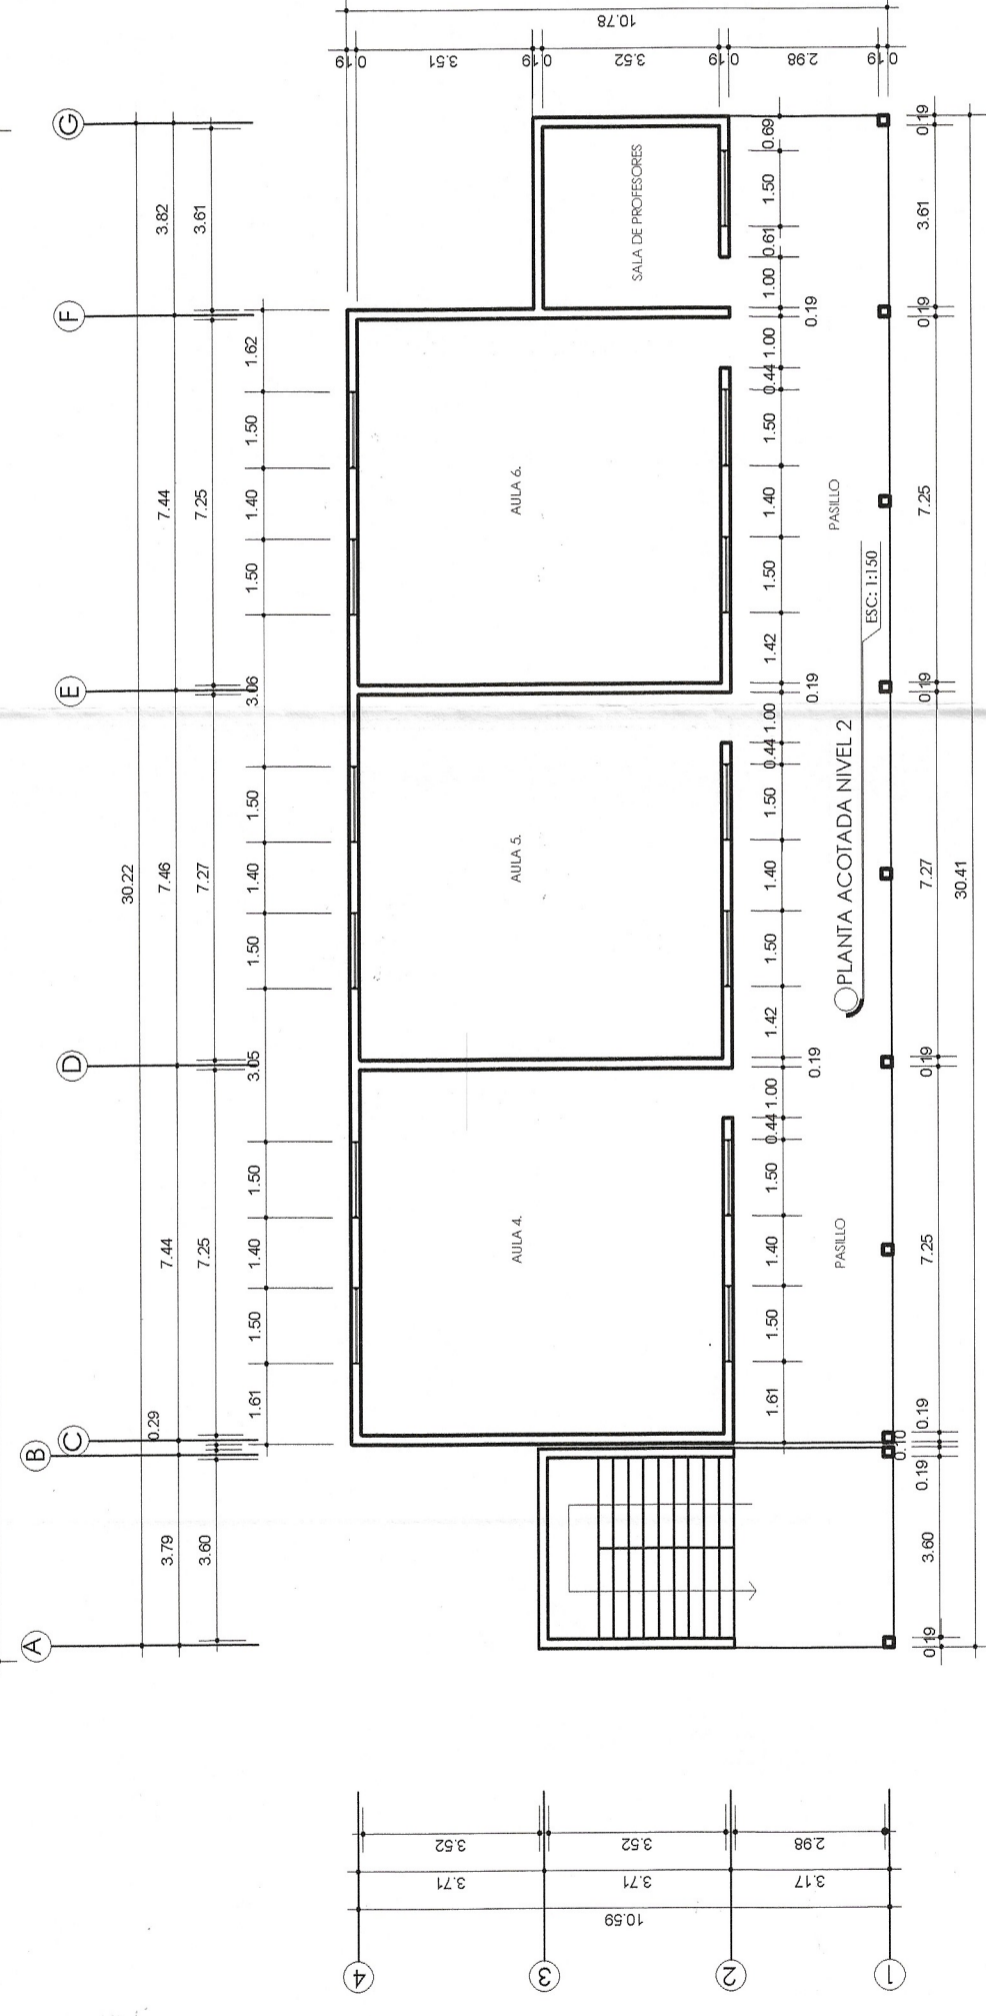 A B C D E F G
30.22
3.79 0.29 7.44 7.46 7.44 3.82
3.60 7.25 7.27 7.25 3.61
1.61 1.50 1.40 1.50 3.05 1.50 1.40 1.50 3.06 1.50 1.40 1.50 1.62
4 3 2 1
10.59
3.71 3.71 3.17
3.52 3.52 2.98
AULA 4. AULA 5. AULA 6.
SALA DE PROFESORES
0.19 3.51 0.19 3.52 0.19 2.98 0.19
10.78
1.61 1.50 1.40 1.50 0.44 1.00 1.42 1.50 1.40 1.50 0.44 1.00 1.42 1.50 1.40 1.50 0.44 1.00 1.00 0.61 1.50 0.69
0.19 0.19 0.19
PASILLO PASILLO
PLANTA ACOTADA NIVEL 2
ESC: 1:150
0.10
0.19 3.60 0.19 0.19 7.25 0.19 7.27 0.19 7.25 0.19 3.61 0.19
30.41